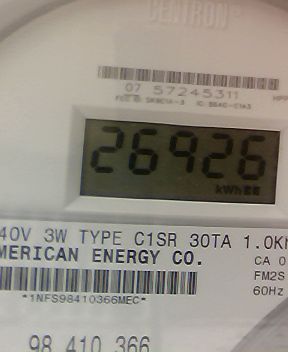 CENTRON®
07 57245311
26926
kWh
40V 3W TYPE C1SR 30TA 1.0Kh
MERICAN ENERGY CO.
CA 0
FM2S
60Hz
*1NFS98410366MEC*
98 410 366